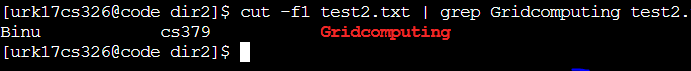 [urk17cs326@code dir2]$ cut -f1 test2.txt | grep Gridcomputing test2.
Binu cs379 Gridcomputing
[urk17cs326@code dir2]$